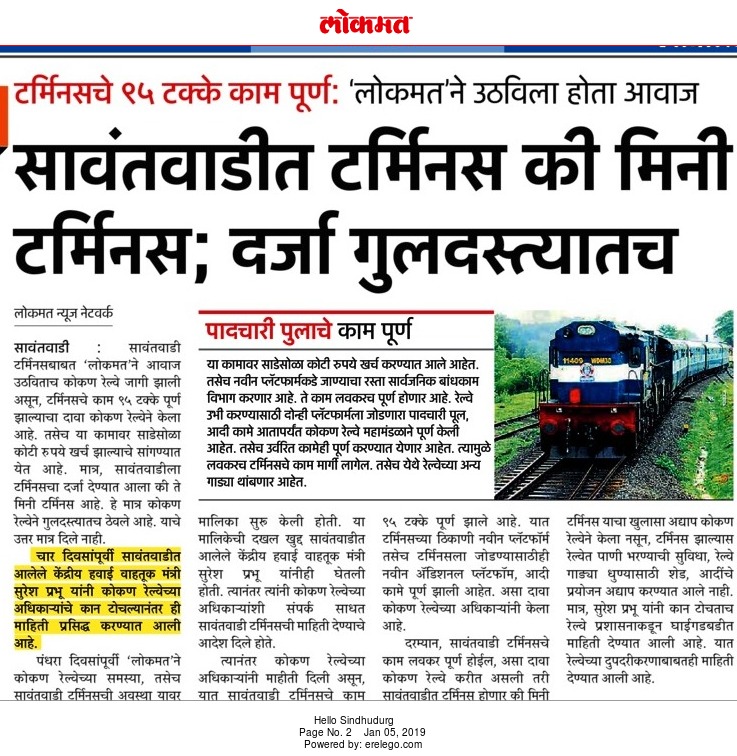 लोकमत
टर्मिनसचे ९५ टक्के काम पूर्ण: 'लोकमत'ने उठविला होता आवाज
सावंतवाडीत टर्मिनस की मिनी
टर्मिनस; दर्जा गुलदस्त्यातच
लोकमत न्यूज नेटवर्क
सावंतवाडी : सावंतवाडी
टर्मिनसबाबत 'लोकमत'ने आवाज
उठविताच कोकण रेल्वे जागी झाली
असून, टर्मिनसचे काम ९५ टक्के पूर्ण
झाल्याचा दावा कोकण रेल्वेने केला
आहे. तसेच या कामावर साडेसोळा
कोटी रुपये खर्च झाल्याचे सांगण्यात
येत आहे. मात्र, सावंतवाडीला
टर्मिनसचा दर्जा देण्यात आला की ते
मिनी टर्मिनस आहे. हे मात्र कोकण
रेल्वेने गुलदस्त्यातच ठेवले आहे. याचे
उत्तर मात्र दिले नाही.
चार दिवसांपूर्वी सावंतवाडीत
आलेले केंद्रीय हवाई वाहतूक मंत्री
सुरेश प्रभू यांनी कोकण रेल्वेच्या
अधिकाऱ्यांचे कान टोचल्यानंतर ही
माहिती प्रसिद्ध करण्यात आली
आहे.
पंधरा दिवसांपूर्वी 'लोकमत'ने
कोकण रेल्वेच्या समस्या, तसेच
सावंतवाडी टर्मिनसची अवस्था यावर
पादचारी पुलाचे काम पूर्ण
या कामावर साडेसोळा कोटी रुपये खर्च करण्यात आले आहेत.
तसेच नवीन प्लॅटफार्मकडे जाण्याचा रस्ता सार्वजनिक बांधकाम
विभाग करणार आहे. ते काम लवकरच पूर्ण होणार आहे. रेल्वे
उभी करण्यासाठी दोन्ही प्लॅटफार्मला जोडणारा पादचारी पूल,
आदी कामे आतापर्यंत कोकण रेल्वे महामंडळाने पूर्ण केली
आहेत. तसेच उर्वरित कामेही पूर्ण करण्यात येणार आहेत. त्यामुळे
लवकरच टर्मिनसचे काम मार्गी लागेल. तसेच येथे रेल्वेच्या अन्य
गाड्या थांबणार आहेत.
11409 WDM3D
मालिका सुरू केली होती. या
मालिकेची दखल खुद्द सावंतवाडीत
आलेले केंद्रीय हवाई वाहतूक मंत्री
सुरेश प्रभू यांनीही घेतली
होती. त्यानंतर त्यांनी कोकण रेल्वेच्या
अधिकाऱ्यांशी संपर्क साधत
सावंतवाडी टर्मिनसची माहिती देण्याचे
आदेश दिले होते.
त्यानंतर कोकण रेल्वेच्या
अधिकाऱ्यांनी माहीती दिली असून,
यात सावंतवाडी टर्मिनसचे काम
९५ टक्के पूर्ण झाले आहे. यात
टर्मिनसच्या ठिकाणी नवीन प्लॅटफॉर्म
तसेच टर्मिनसला जोडण्यासाठीही
नवीन अ‍ॅडिशनल प्लॅटफॉम, आदी
कामे पूर्ण झाली आहेत. असा दावा
कोकण रेल्वेच्या अधिकाऱ्यांनी केला
आहे.
दरम्यान, सावंतवाडी टर्मिनसचे
काम लवकर पूर्ण होईल, असा दावा
कोकण रेल्वे करीत असली तरी
सावंतवाडीत टर्मिनस होणार की मिनी
टर्मिनस याचा खुलासा अद्याप कोकण
रेल्वेने केला नसून, टर्मिनस झाल्यास
रेल्वेत पाणी भरण्याची सुविधा, रेल्वे
गाड्या धुण्यासाठी शेड, आदींचे
प्रयोजन अद्याप करण्यात आले नाही.
मात्र, सुरेश प्रभू यांनी कान टोचताच
रेल्वे प्रशासनाकडून घाईगडबडीत
माहिती देण्यात आली आहे. यात
रेल्वेच्या दुपदरीकरणाबाबतही माहिती
देण्यात आली आहे.
Hello Sindhudurg
Page No. 2 Jan 05, 2019
Powered by: erelego.com